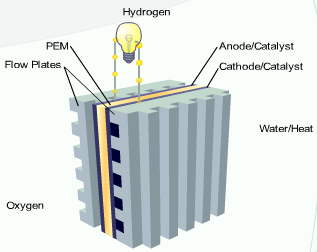 Hydrogen
PEM
Anode/Catalyst
Flow Plates
Cathode/Catalyst
Water/Heat
Oxygen